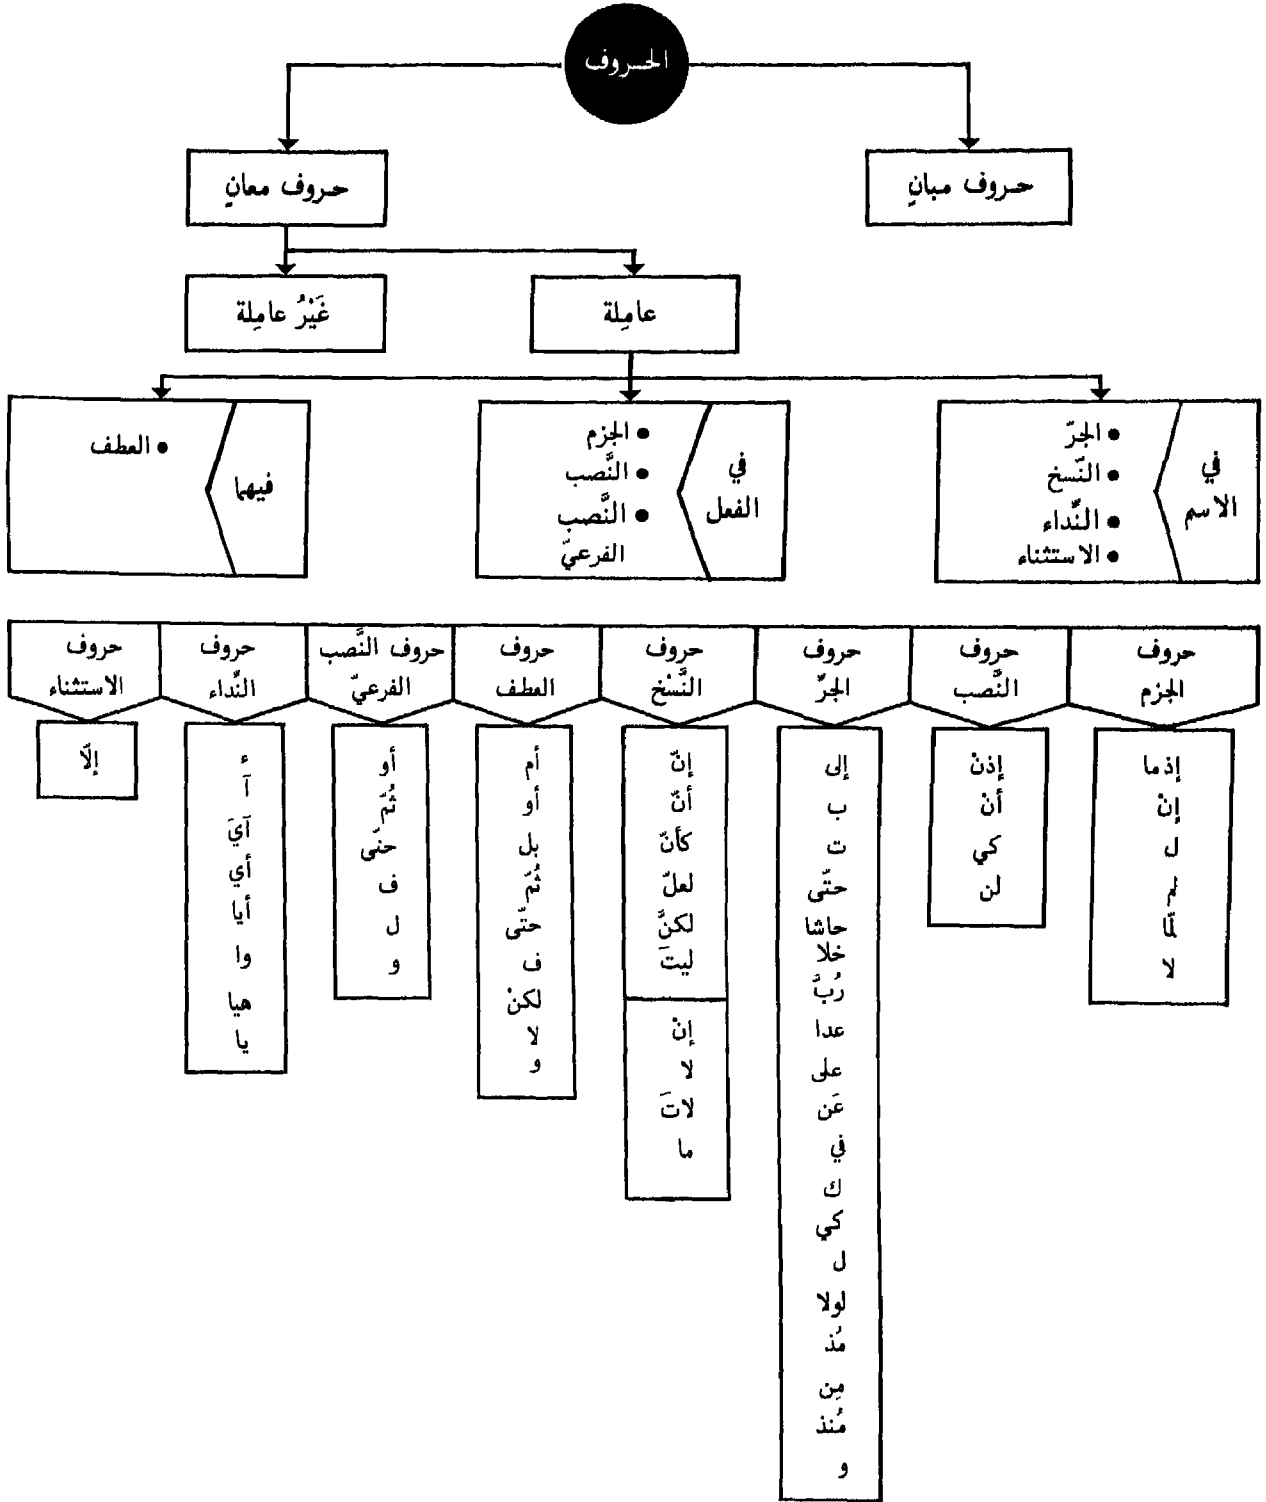 الحروف
حروف مبانٍ
حروف معانٍ
عامِلة
غَيْرُ عامِلة
في
الاسم
• الجرّ
• النّسخ
• النِّداء
• الاستثناء
في
الفعل
• الجزم
• النَّصب
• النَّصب
الفرعيّ
فيهما
• العطف
حروف
الجزم
إذما
إنْ
ل
لم
لمّا
لا
حروف
النَّصب
إذنْ
أنْ
كي
لن
حروف
الجرّ
إلى
ب
ت
حتّى
حاشا
خلا
رُبَّ
عدا
على
عَن
في
ك
كي
ل
لولا
مُذ
مِن
مُنذ
و
حروف
النَّسْخ
إنّ
أنّ
كأنّ
لعلّ
لكنَّ
ليتَ
إنْ
لا
لاتَ
ما
حروف
العطف
أم
أو
بل
ثُمّ
حتّى
ف
لكنْ
لا
و
حروف النَّصب
الفرعيّ
أو
ثُمّ
حتّى
ف
ل
و
حروف
النِّداء
ء
آ
آيَ
أي
أيا
وا
هيا
يا
حروف
الاستثناء
إلّا